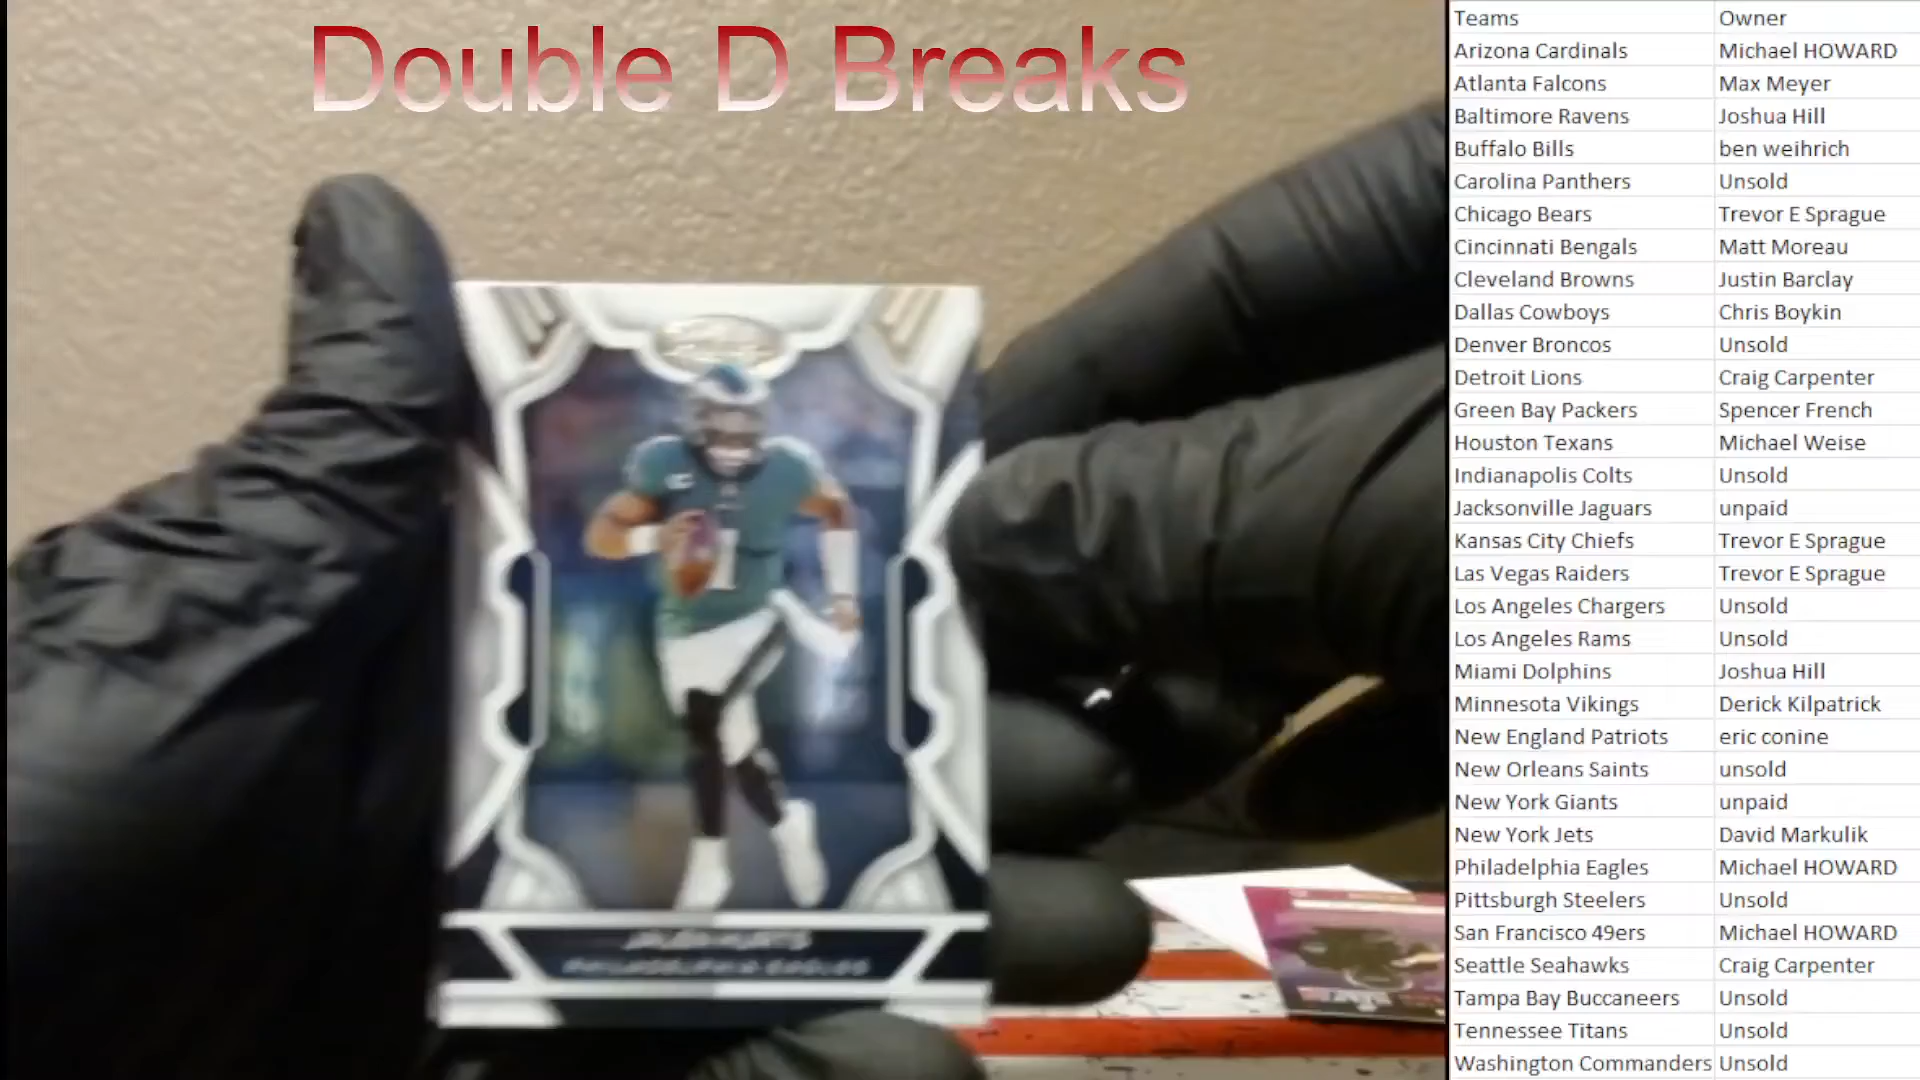 Double D Breaks
JALEN HURTS
PHILADELPHIA EAGLES
1
Teams Owner
Arizona Cardinals Michael HOWARD
Atlanta Falcons Max Meyer
Baltimore Ravens Joshua Hill
Buffalo Bills ben weihrich
Carolina Panthers Unsold
Chicago Bears Trevor E Sprague
Cincinnati Bengals Matt Moreau
Cleveland Browns Justin Barclay
Dallas Cowboys Chris Boykin
Denver Broncos Unsold
Detroit Lions Craig Carpenter
Green Bay Packers Spencer French
Houston Texans Michael Weise
Indianapolis Colts Unsold
Jacksonville Jaguars unpaid
Kansas City Chiefs Trevor E Sprague
Las Vegas Raiders Trevor E Sprague
Los Angeles Chargers Unsold
Los Angeles Rams Unsold
Miami Dolphins Joshua Hill
Minnesota Vikings Derick Kilpatrick
New England Patriots eric conine
New Orleans Saints unsold
New York Giants unpaid
New York Jets David Markulik
Philadelphia Eagles Michael HOWARD
Pittsburgh Steelers Unsold
San Francisco 49ers Michael HOWARD
Seattle Seahawks Craig Carpenter
Tampa Bay Buccaneers Unsold
Tennessee Titans Unsold
Washington Commanders Unsold